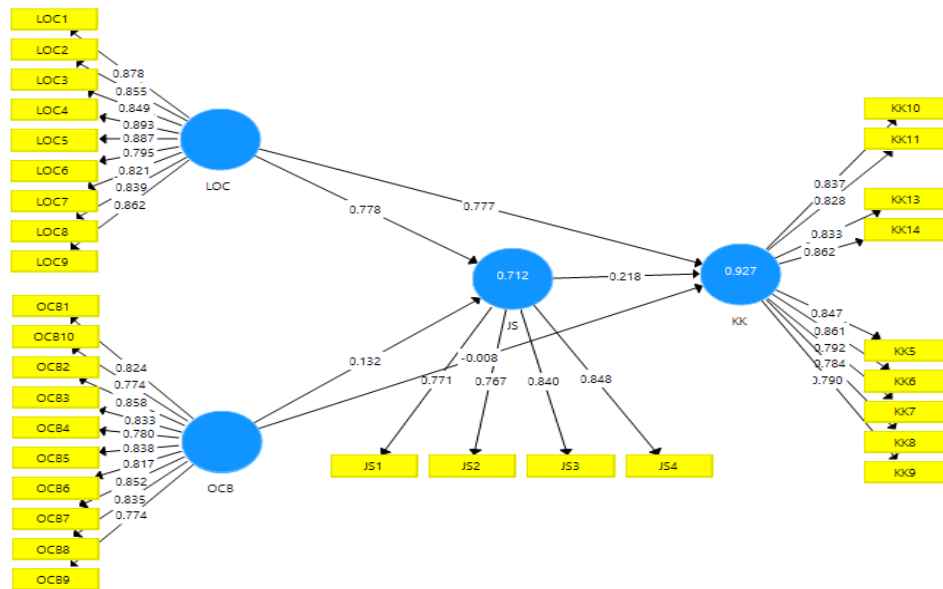 LOC1
LOC2
LOC3
LOC4
LOC5
LOC6
LOC7
LOC8
LOC9
0.878
0.855
0.849
0.893
0.887
0.795
0.821
0.839
0.862
LOC
0.778
0.777
OCB1
OCB10
OCB2
OCB3
OCB4
OCB5
OCB6
OCB7
OCB8
OCB9
0.824
0.774
0.858
0.833
0.780
0.838
0.817
0.852
0.835
0.774
OCB
0.132
-0.008
0.712
JS
0.218
0.771
0.767
0.840
0.848
JS1
JS2
JS3
JS4
0.927
KK
KK10
KK11
KK13
KK14
0.837
0.828
0.833
0.862
0.847
0.861
0.792
0.784
0.790
KK5
KK6
KK7
KK8
KK9